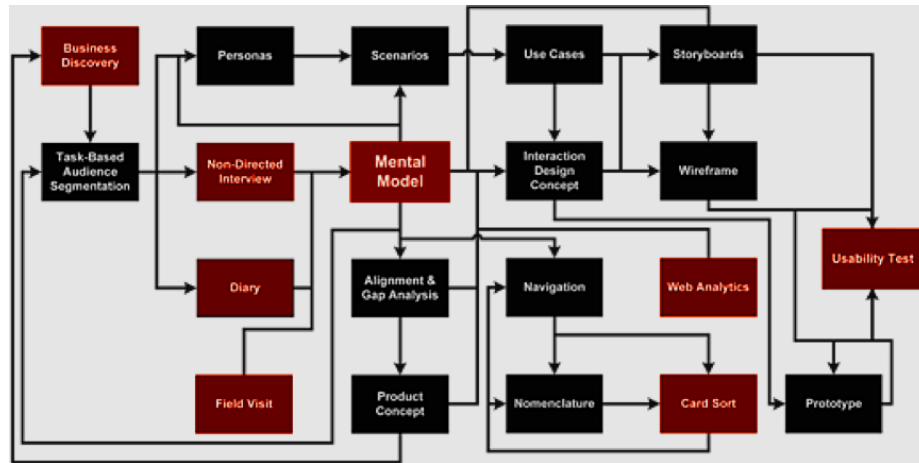 Business
Discovery
Personas
Scenarios
Use Cases
Storyboards
Task-Based
Audience
Segmentation
Non-Directed
Interview
Mental
Model
Interaction
Design
Concept
Wireframe
Usability Test
Diary
Alignment &
Gap Analysis
Navigation
Web Analytics
Field Visit
Product
Concept
Nomenclature
Card Sort
Prototype